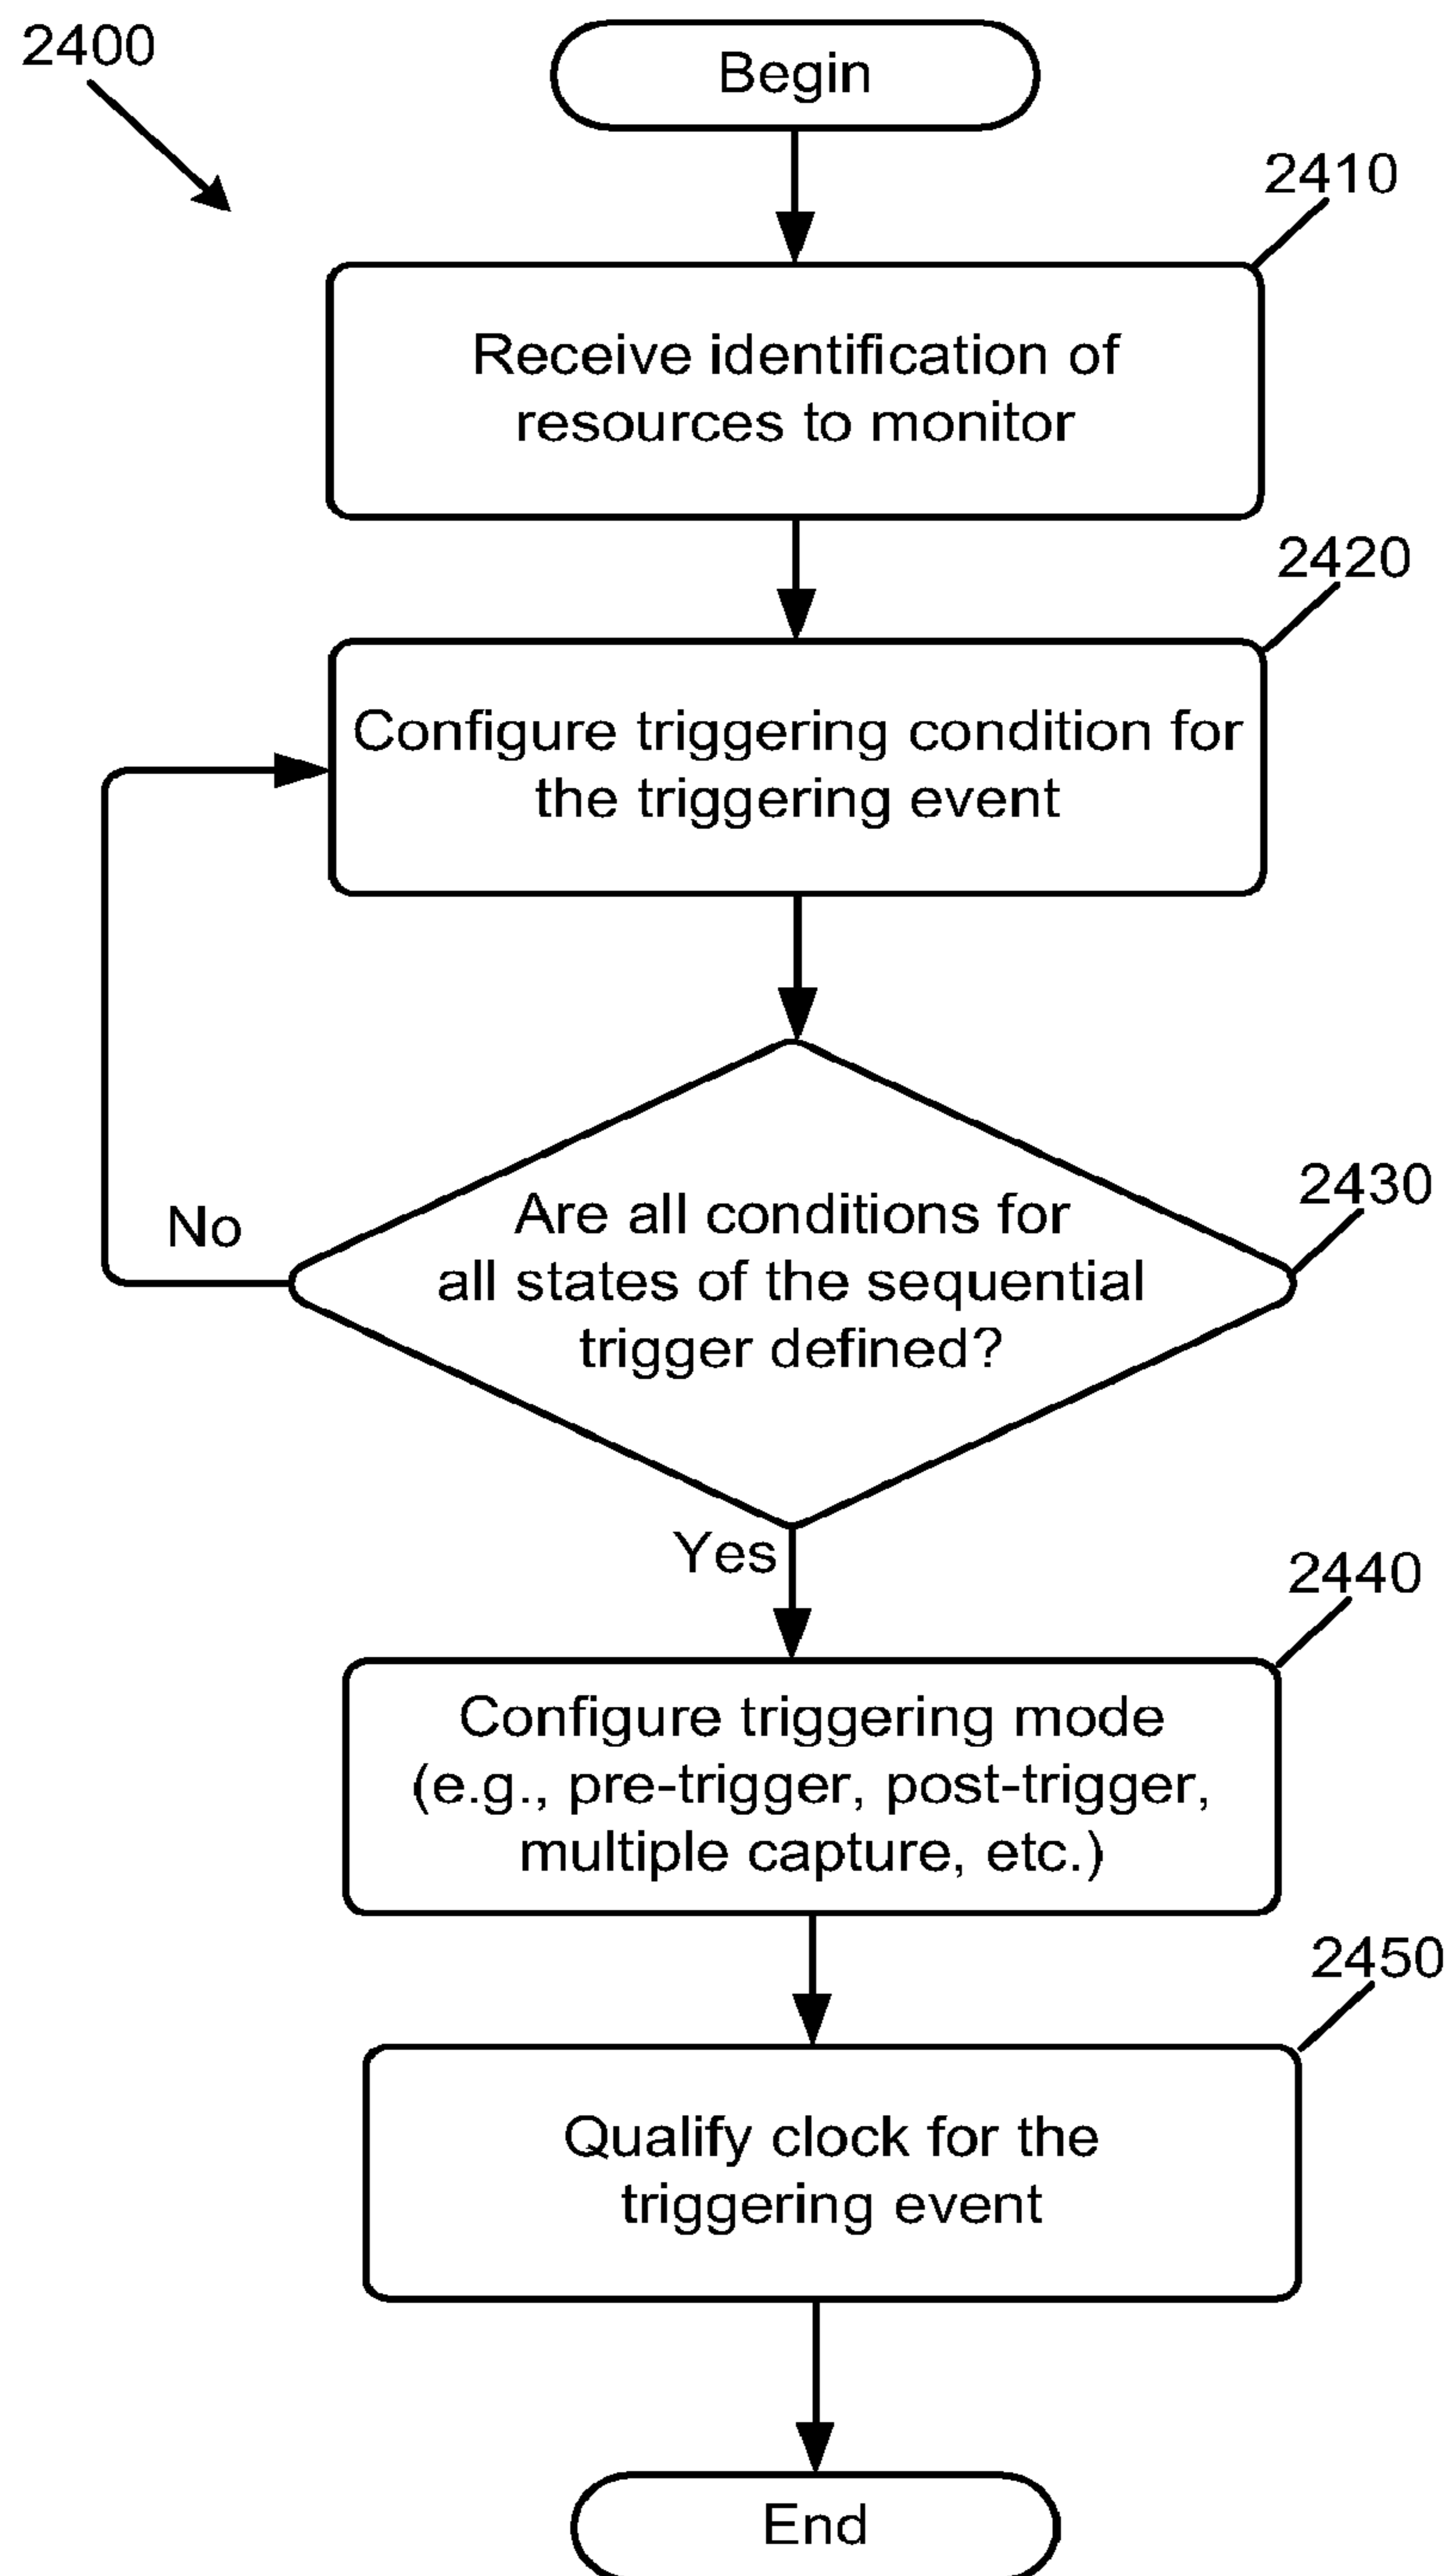 2400
Begin
2410
Receive identification of
resources to monitor
2420
Configure triggering condition for
the triggering event
2430
Are all conditions for
all states of the sequential
trigger defined?
No
Yes
2440
Configure triggering mode
(e.g., pre-trigger, post-trigger,
multiple capture, etc.)
2450
Qualify clock for the
triggering event
End